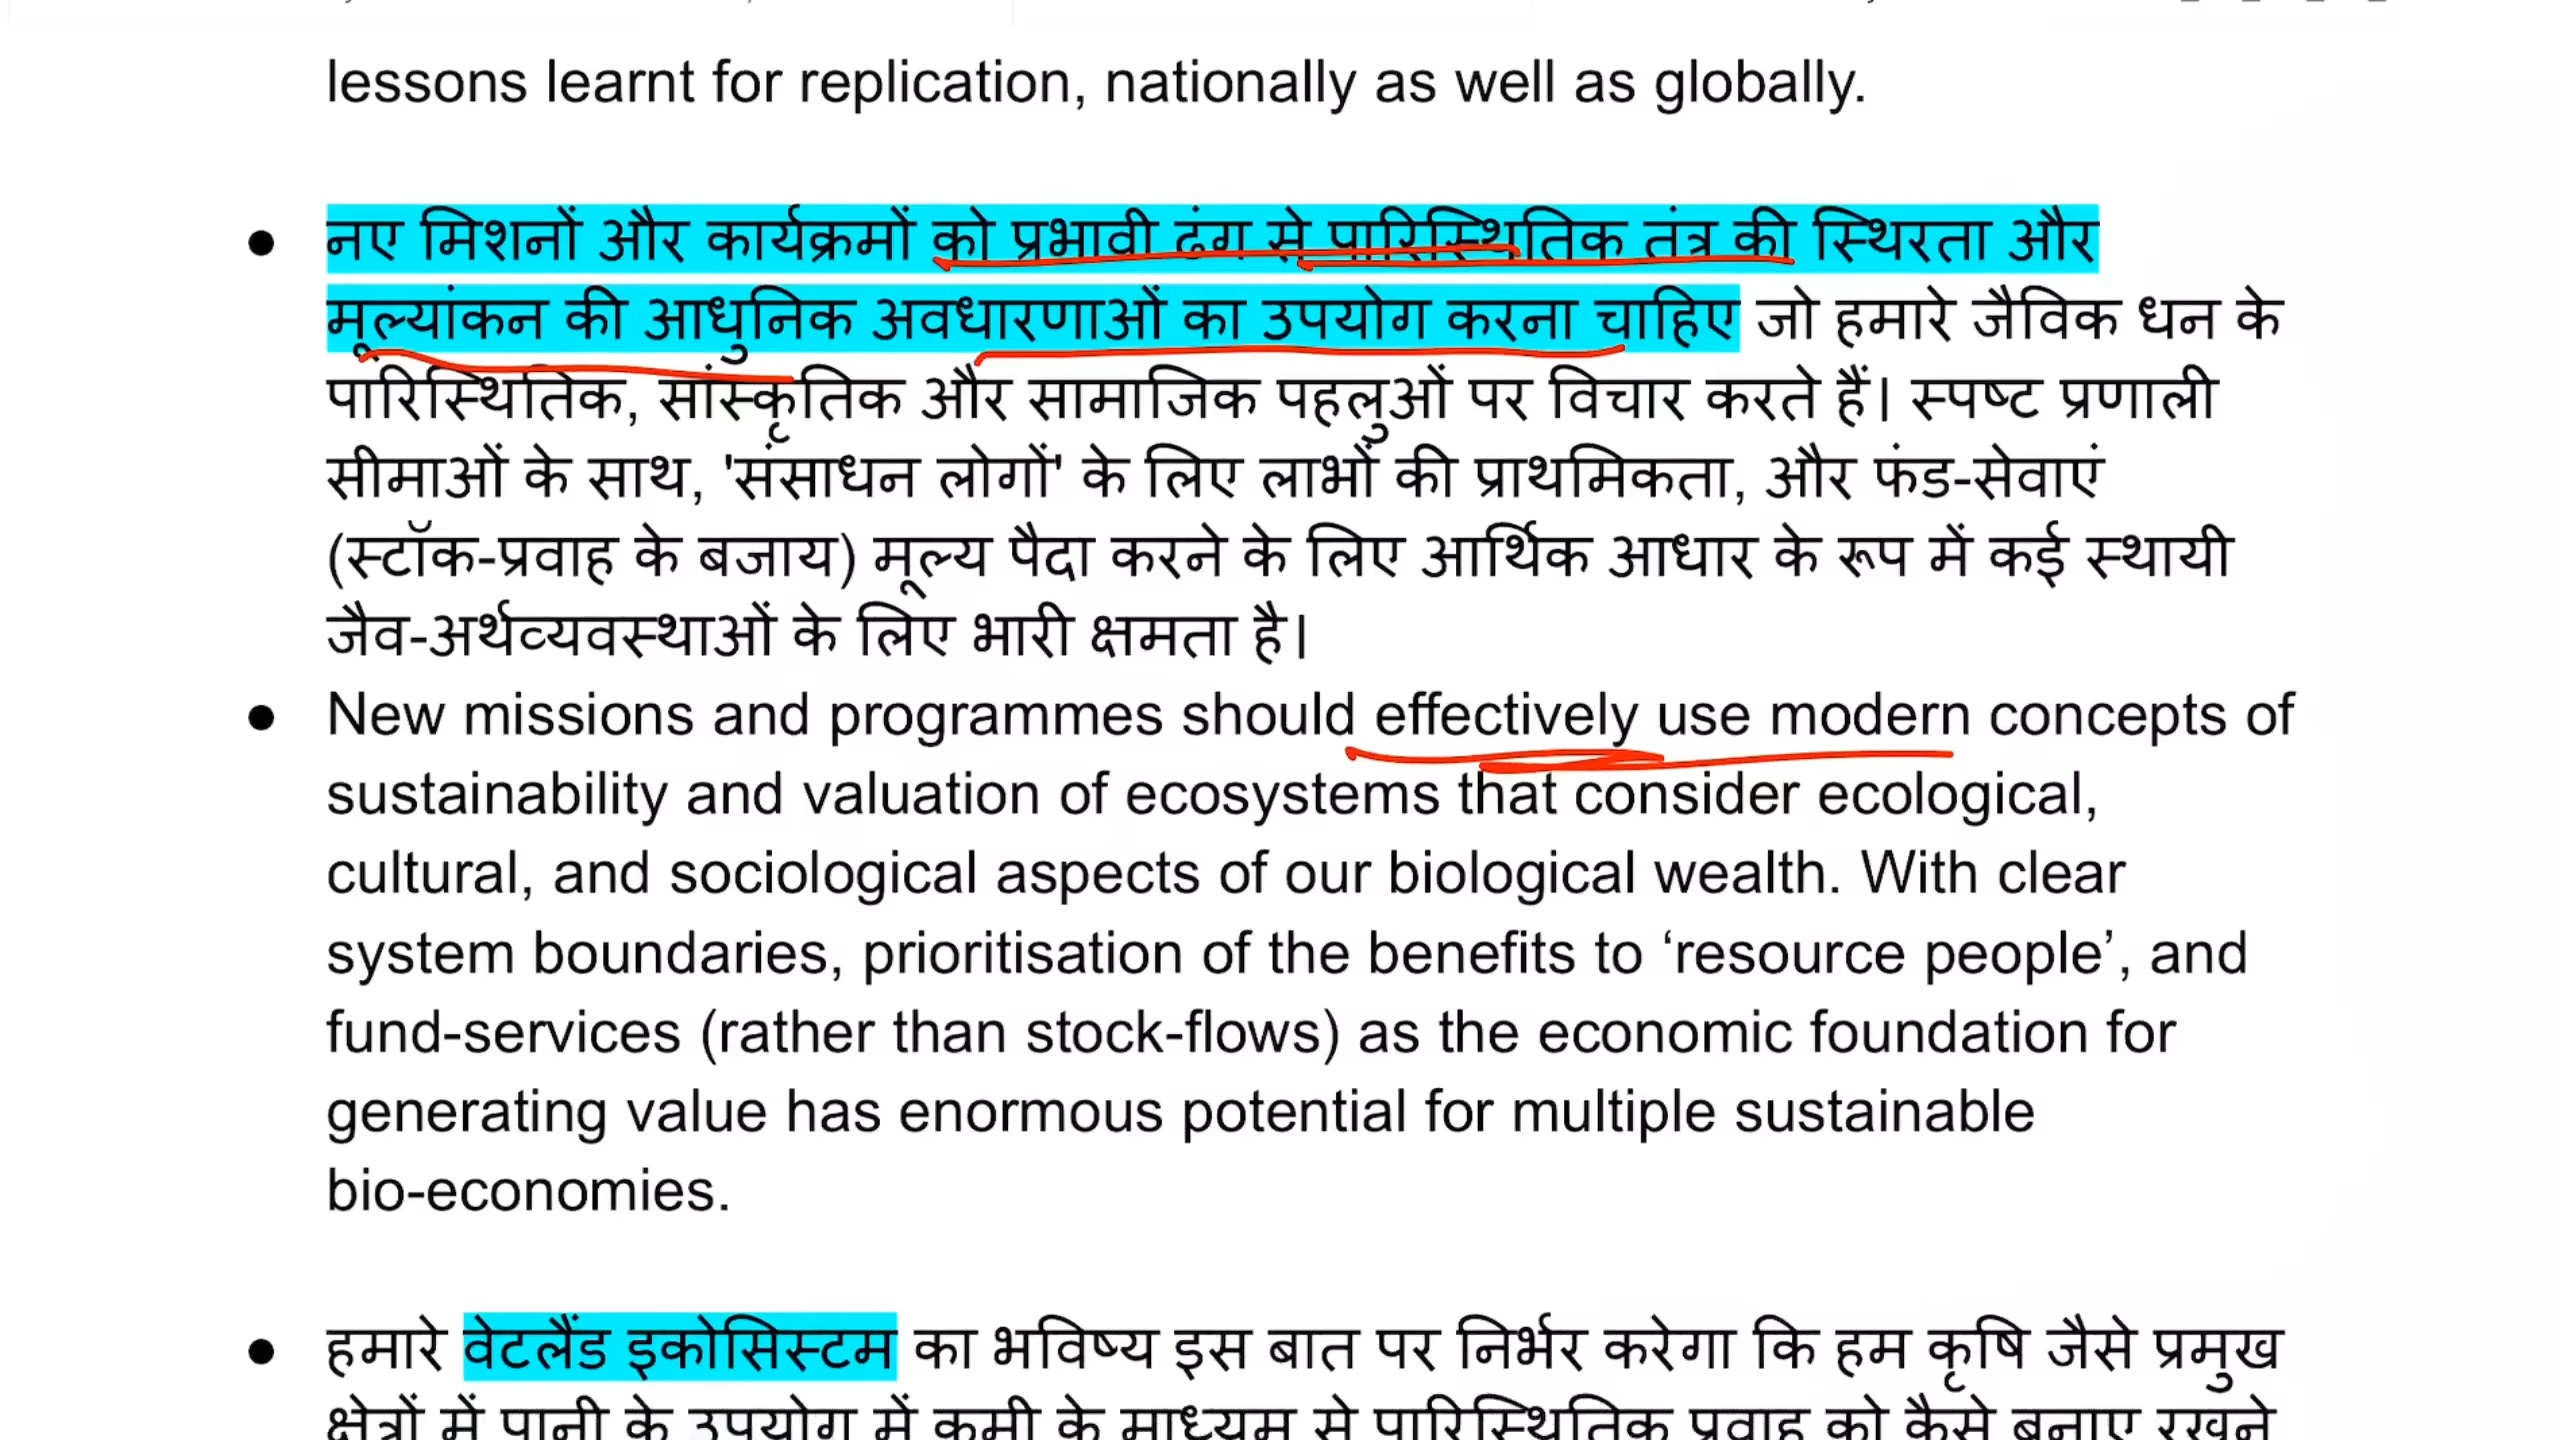 lessons learnt for replication, nationally as well as globally.
● नए मिशनों और कार्यक्रमों को प्रभावी ढंग से पारिस्थितिक तंत्र की स्थिरता और
मूल्यांकन की आधुनिक अवधारणाओं का उपयोग करना चाहिए जो हमारे जैविक धन के
पारिस्थितिक, सांस्कृतिक और सामाजिक पहलुओं पर विचार करते हैं। स्पष्ट प्रणाली
सीमाओं के साथ, 'संसाधन लोगों' के लिए लाभों की प्राथमिकता, और फंड-सेवाएं
(स्टॉक-प्रवाह के बजाय) मूल्य पैदा करने के लिए आर्थिक आधार के रूप में कई स्थायी
जैव-अर्थव्यवस्थाओं के लिए भारी क्षमता है।
● New missions and programmes should effectively use modern concepts of
sustainability and valuation of ecosystems that consider ecological,
cultural, and sociological aspects of our biological wealth. With clear
system boundaries, prioritisation of the benefits to ‘resource people’, and
fund-services (rather than stock-flows) as the economic foundation for
generating value has enormous potential for multiple sustainable
bio-economies.
● हमारे वेटलैंड इकोसिस्टम का भविष्य इस बात पर निर्भर करेगा कि हम कृषि जैसे प्रमुख
क्षेत्रों में पानी के उपयोग में कमी के माध्यम से पारिस्थितिक प्रवाह को कैसे बनाए रखने